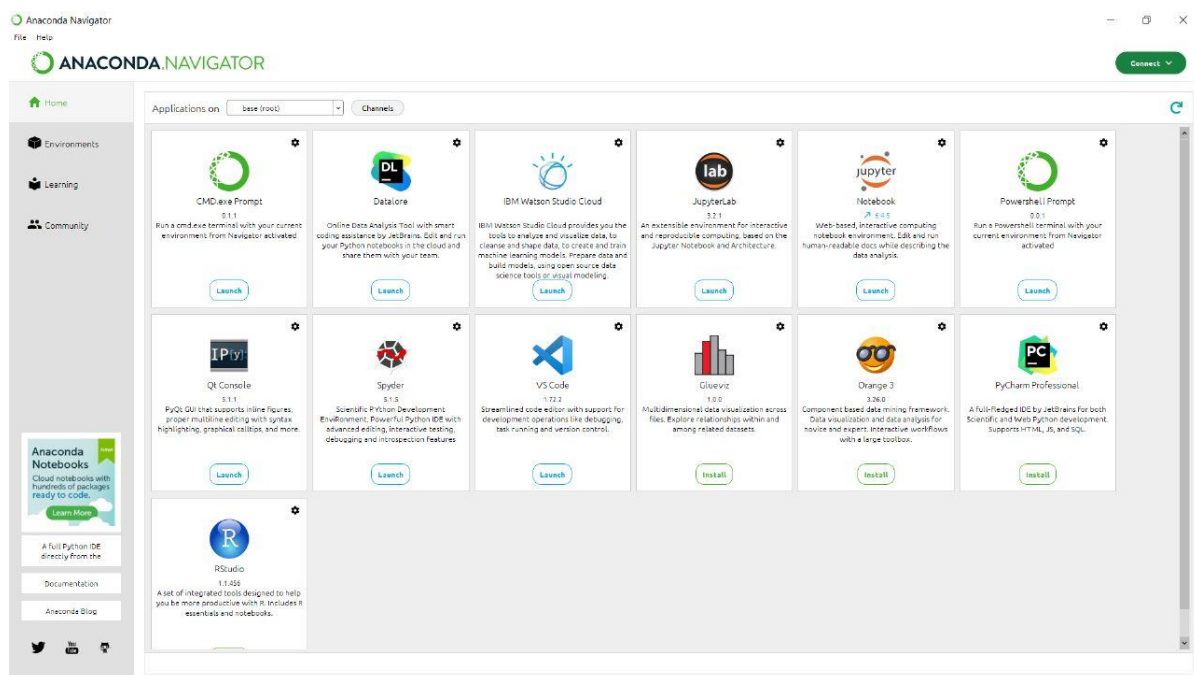 Anaconda Navigator
File Help
ANACONDA.NAVIGATOR
Connect
Home
Environments
Learning
Community
Applications on
base (root)
Channels
CMD.exe Prompt
0.1.1
Run a cmd.exe terminal with your current
environment from Navigator activated
Launch
DL
Datalore
Online Data Analysis Tool with smart
coding assistance by JetBrains. Edit and run
your Python notebooks in the cloud and
share them with your team.
Launch
IBM Watson Studio Cloud
IBM Watson Studio Cloud provides you the
tools to analyze and visualize data, to
cleanse and shape data, to create and train
machine learning models. Prepare data and
build models, using open source data
science tools or visual modeling.
Launch
lab
JupyterLab
3.2.1
An extensible environment for interactive
and reproducible computing, based on the
Jupyter Notebook and Architecture.
Launch
jupyter
Notebook
6.4.5
Web-based, interactive computing
notebook environment. Edit and run
human-readable docs while describing the
data analysis.
Launch
Powershell Prompt
0.0.1
Run a Powershell terminal with your
current environment from Navigator
activated
Launch
IP[y]:
Qt Console
5.1.1
PyQt GUI that supports inline figures,
proper multiline editing with syntax
highlighting, graphical calltips, and more.
Launch
Spyder
5.1.5
Scientific PYthon Development
EnviRonment. Powerful Python IDE with
advanced editing, interactive testing,
debugging and introspection features
Launch
VS Code
1.72.2
Streamlined code editor with support for
development operations like debugging,
task running and version control.
Launch
Glueviz
1.0.0
Multidimensional data visualization across
files. Explore relationships within and
among related datasets.
Install
Orange 3
3.26.0
Component based data mining framework.
Data visualization and data analysis for
novice and expert. Interactive workflows
with a large toolbox.
Install
PC
PyCharm Professional
A full-fledged IDE by JetBrains for both
Scientific and Web Python development.
Supports HTML, JS, and SQL.
Install
R
RStudio
1.1.456
A set of integrated tools designed to help
you be more productive with R. Includes R
essentials and notebooks.
Anaconda
Notebooks
Cloud notebooks with
hundreds of packages
ready to code.
Learn More
A Full Python IDE
directly from the
Documentation
Anaconda Blog